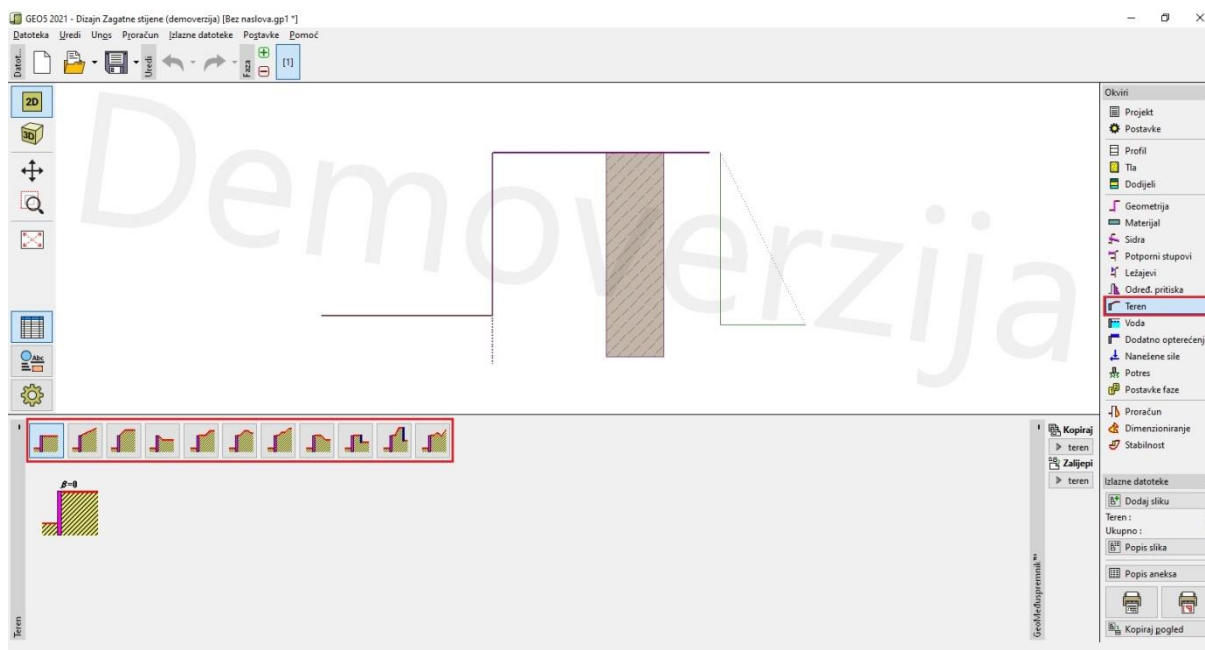 GEO5 2021 - Dizajn Zagatne stijene (demoverzija) [Bez naslova.gp1 *]
Datoteka Uredi Unos Proračun Izlazne datoteke Postavke Pomoć
Datot...
Uredi
Faza
[1]
2D
3D
Abc
Demoverzija
Okviri
Projekt
Postavke
Profil
Tla
Dodijeli
Geometrija
Materijal
Sidra
Potporni stupovi
Ležajevi
Odred. pritiska
Teren
Voda
Dodatno opterećenj
Nanešene sile
Potres
Postavke faze
Proračun
Dimenzioniranje
Stabilnost
Teren
β=0
GeoMeđuspremnik™
Kopiraj
teren
Zalijepi
teren
Izlazne datoteke
Dodaj sliku
Teren :
Ukupno :
Popis slika
Popis aneksa
Kopiraj pogled